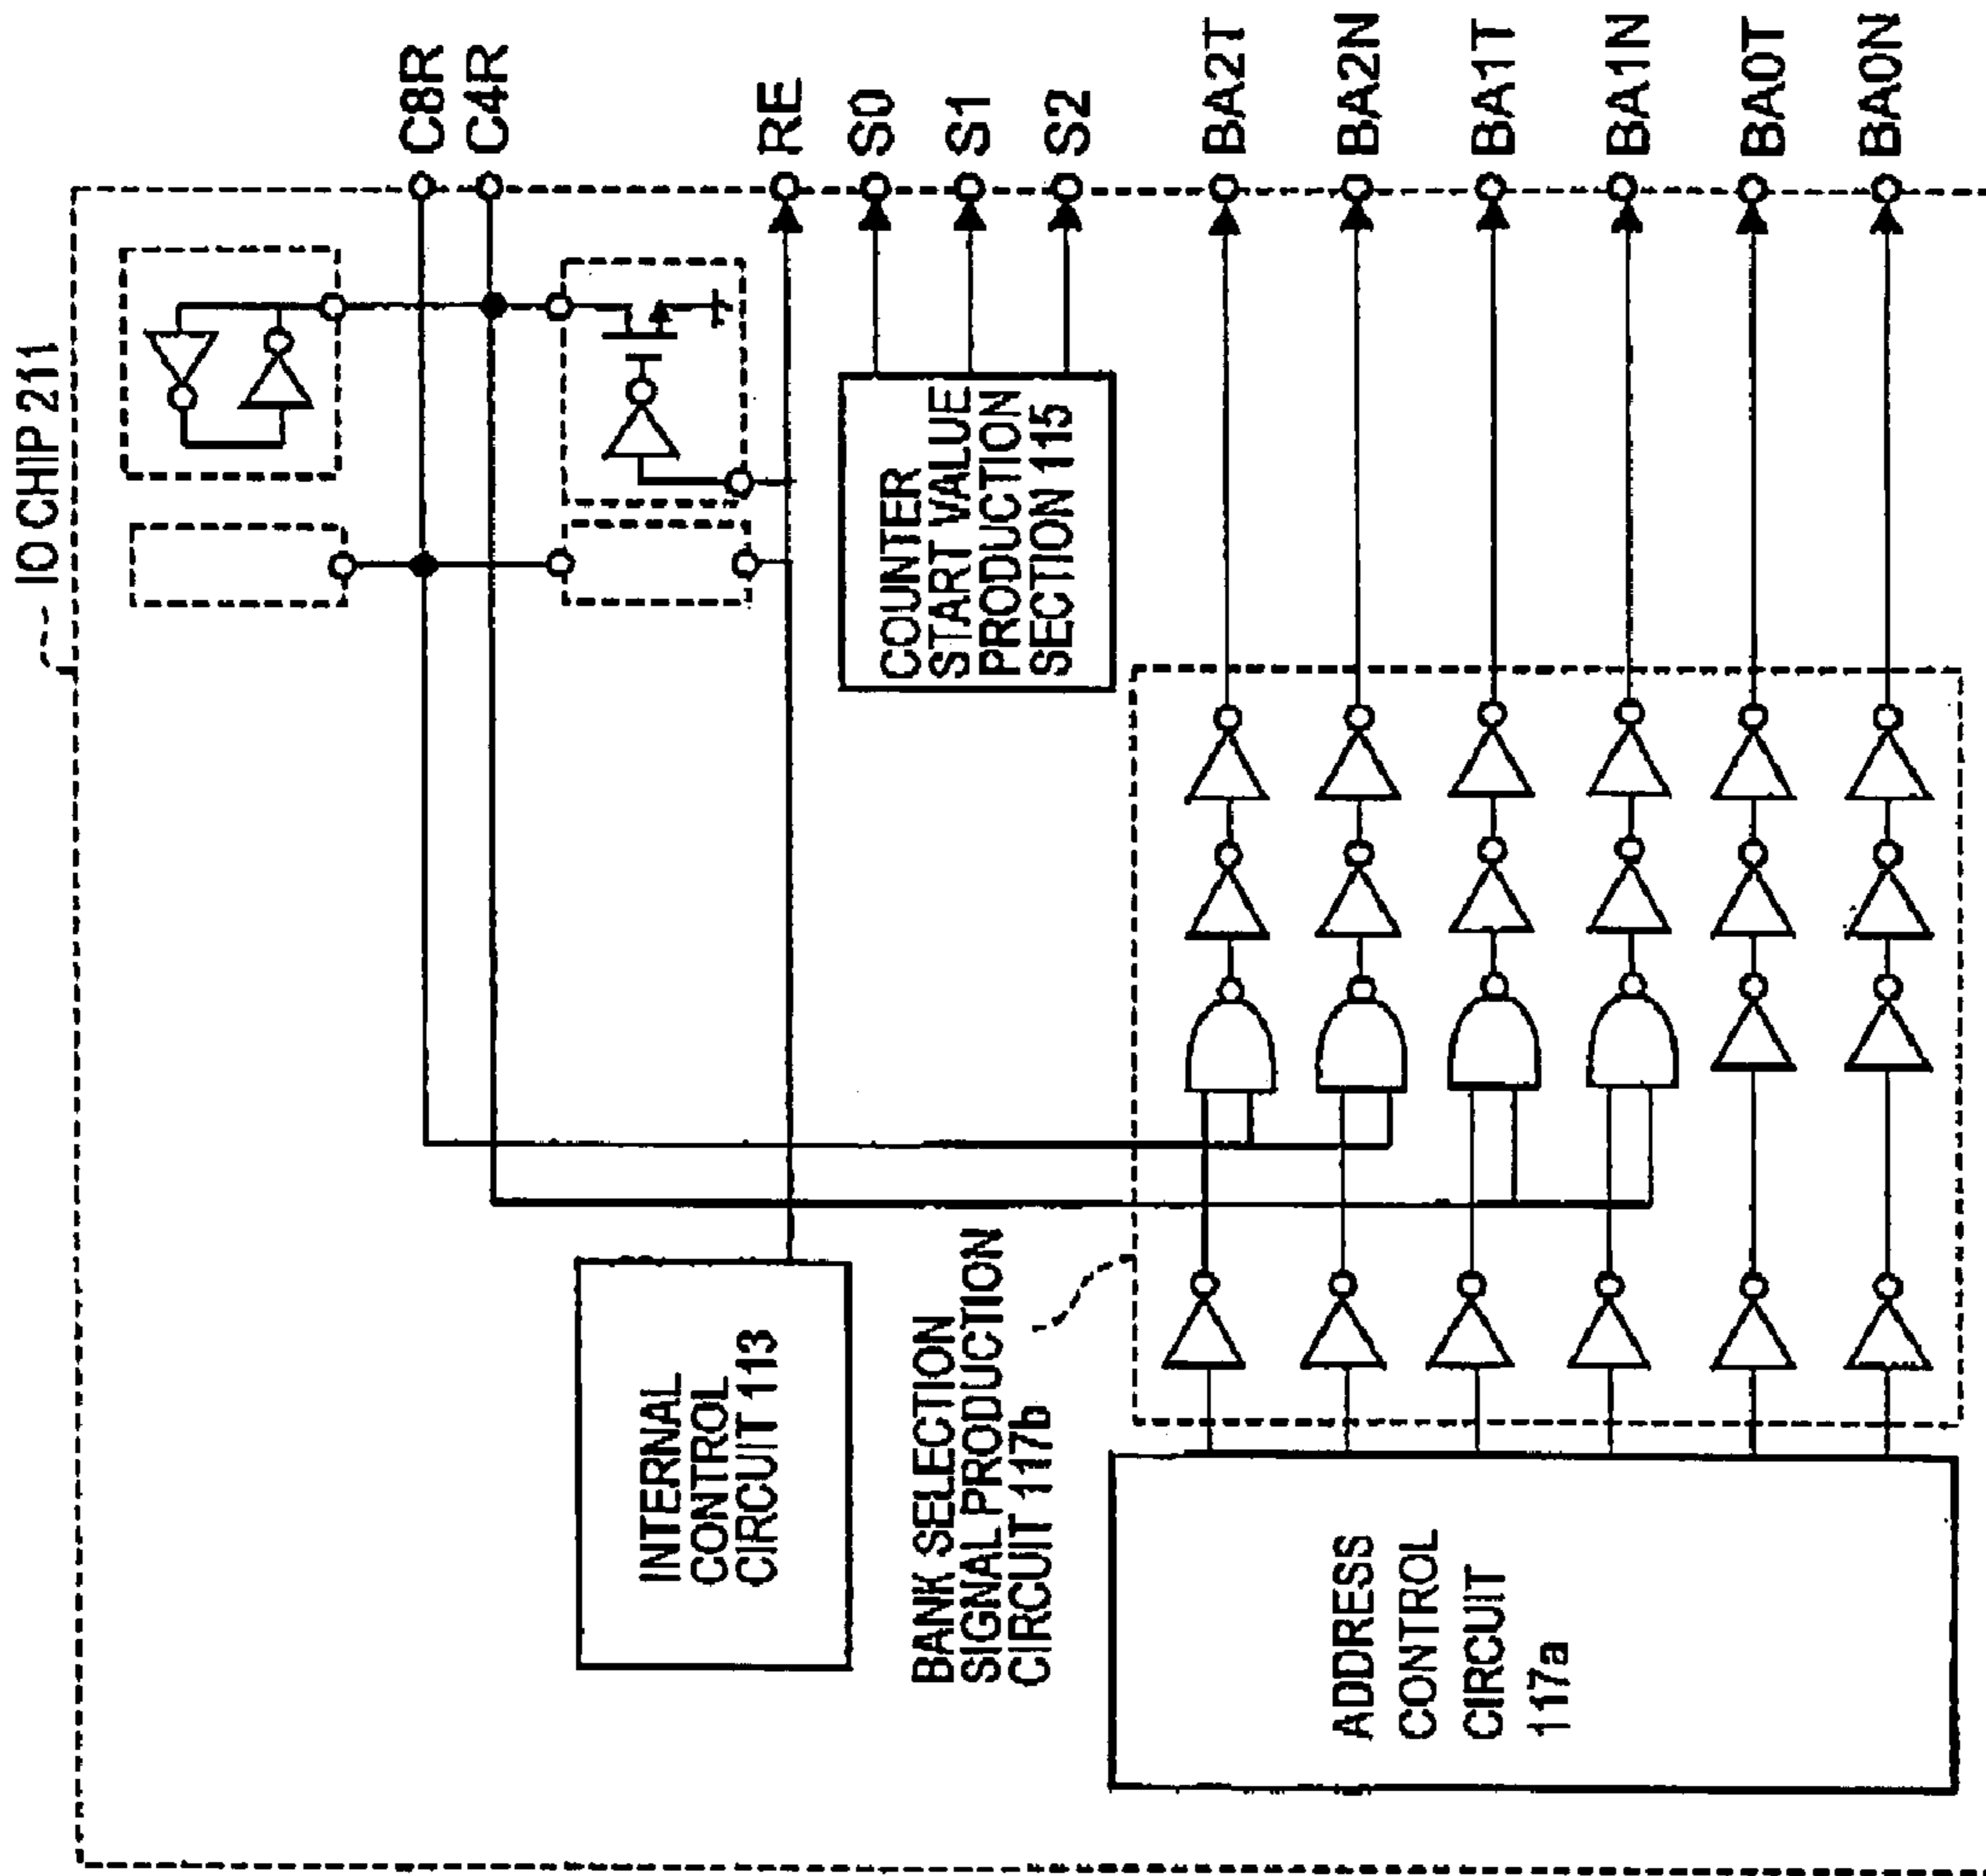 IO CHIP 211
C8R
C4R
RE
S0
S1
S2
BA2T
BA2N
BA1T
BA1N
BA0T
BA0N
COUNTER
START VALUE
PRODUCTION
SECTION 115
INTERNAL
CONTROL
CIRCUIT 113
BANK SELECTION
SIGNAL PRODUCTION
CIRCUIT 117b
ADDRESS
CONTROL
CIRCUIT
117a